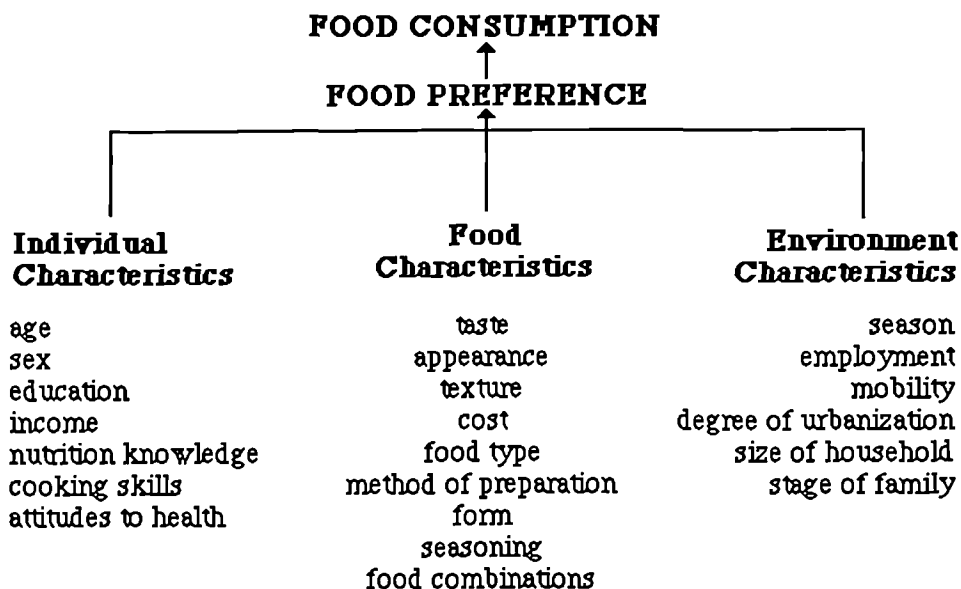 FOOD CONSUMPTION
FOOD PREFERENCE
Individual
Characteristics
age
sex
education
income
nutrition knowledge
cooking skills
attitudes to health
Food
Characteristics
taste
appearance
texture
cost
food type
method of preparation
form
seasoning
food combinations
Environment
Characteristics
season
employment
mobility
degree of urbanization
size of household
stage of family